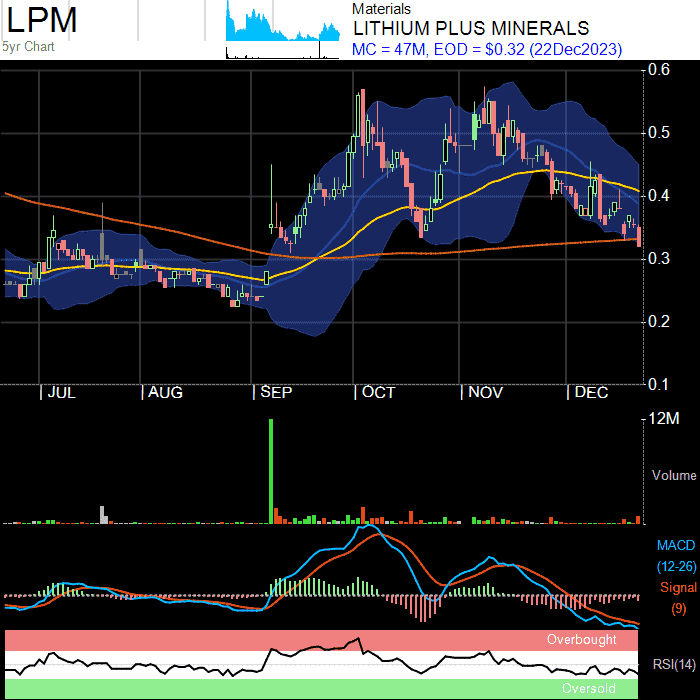 LPM
5yr Chart
Materials
LITHIUM PLUS MINERALS
MC = 47M, EOD = $0.32 (22Dec2023)
0.6
0.5
0.4
0.3
0.2
0.1
| JUL | AUG | SEP | OCT | NOV | DEC
12M
Volume
MACD
(12-26)
Signal
(9)
Overbought
RSI(14)
Oversold